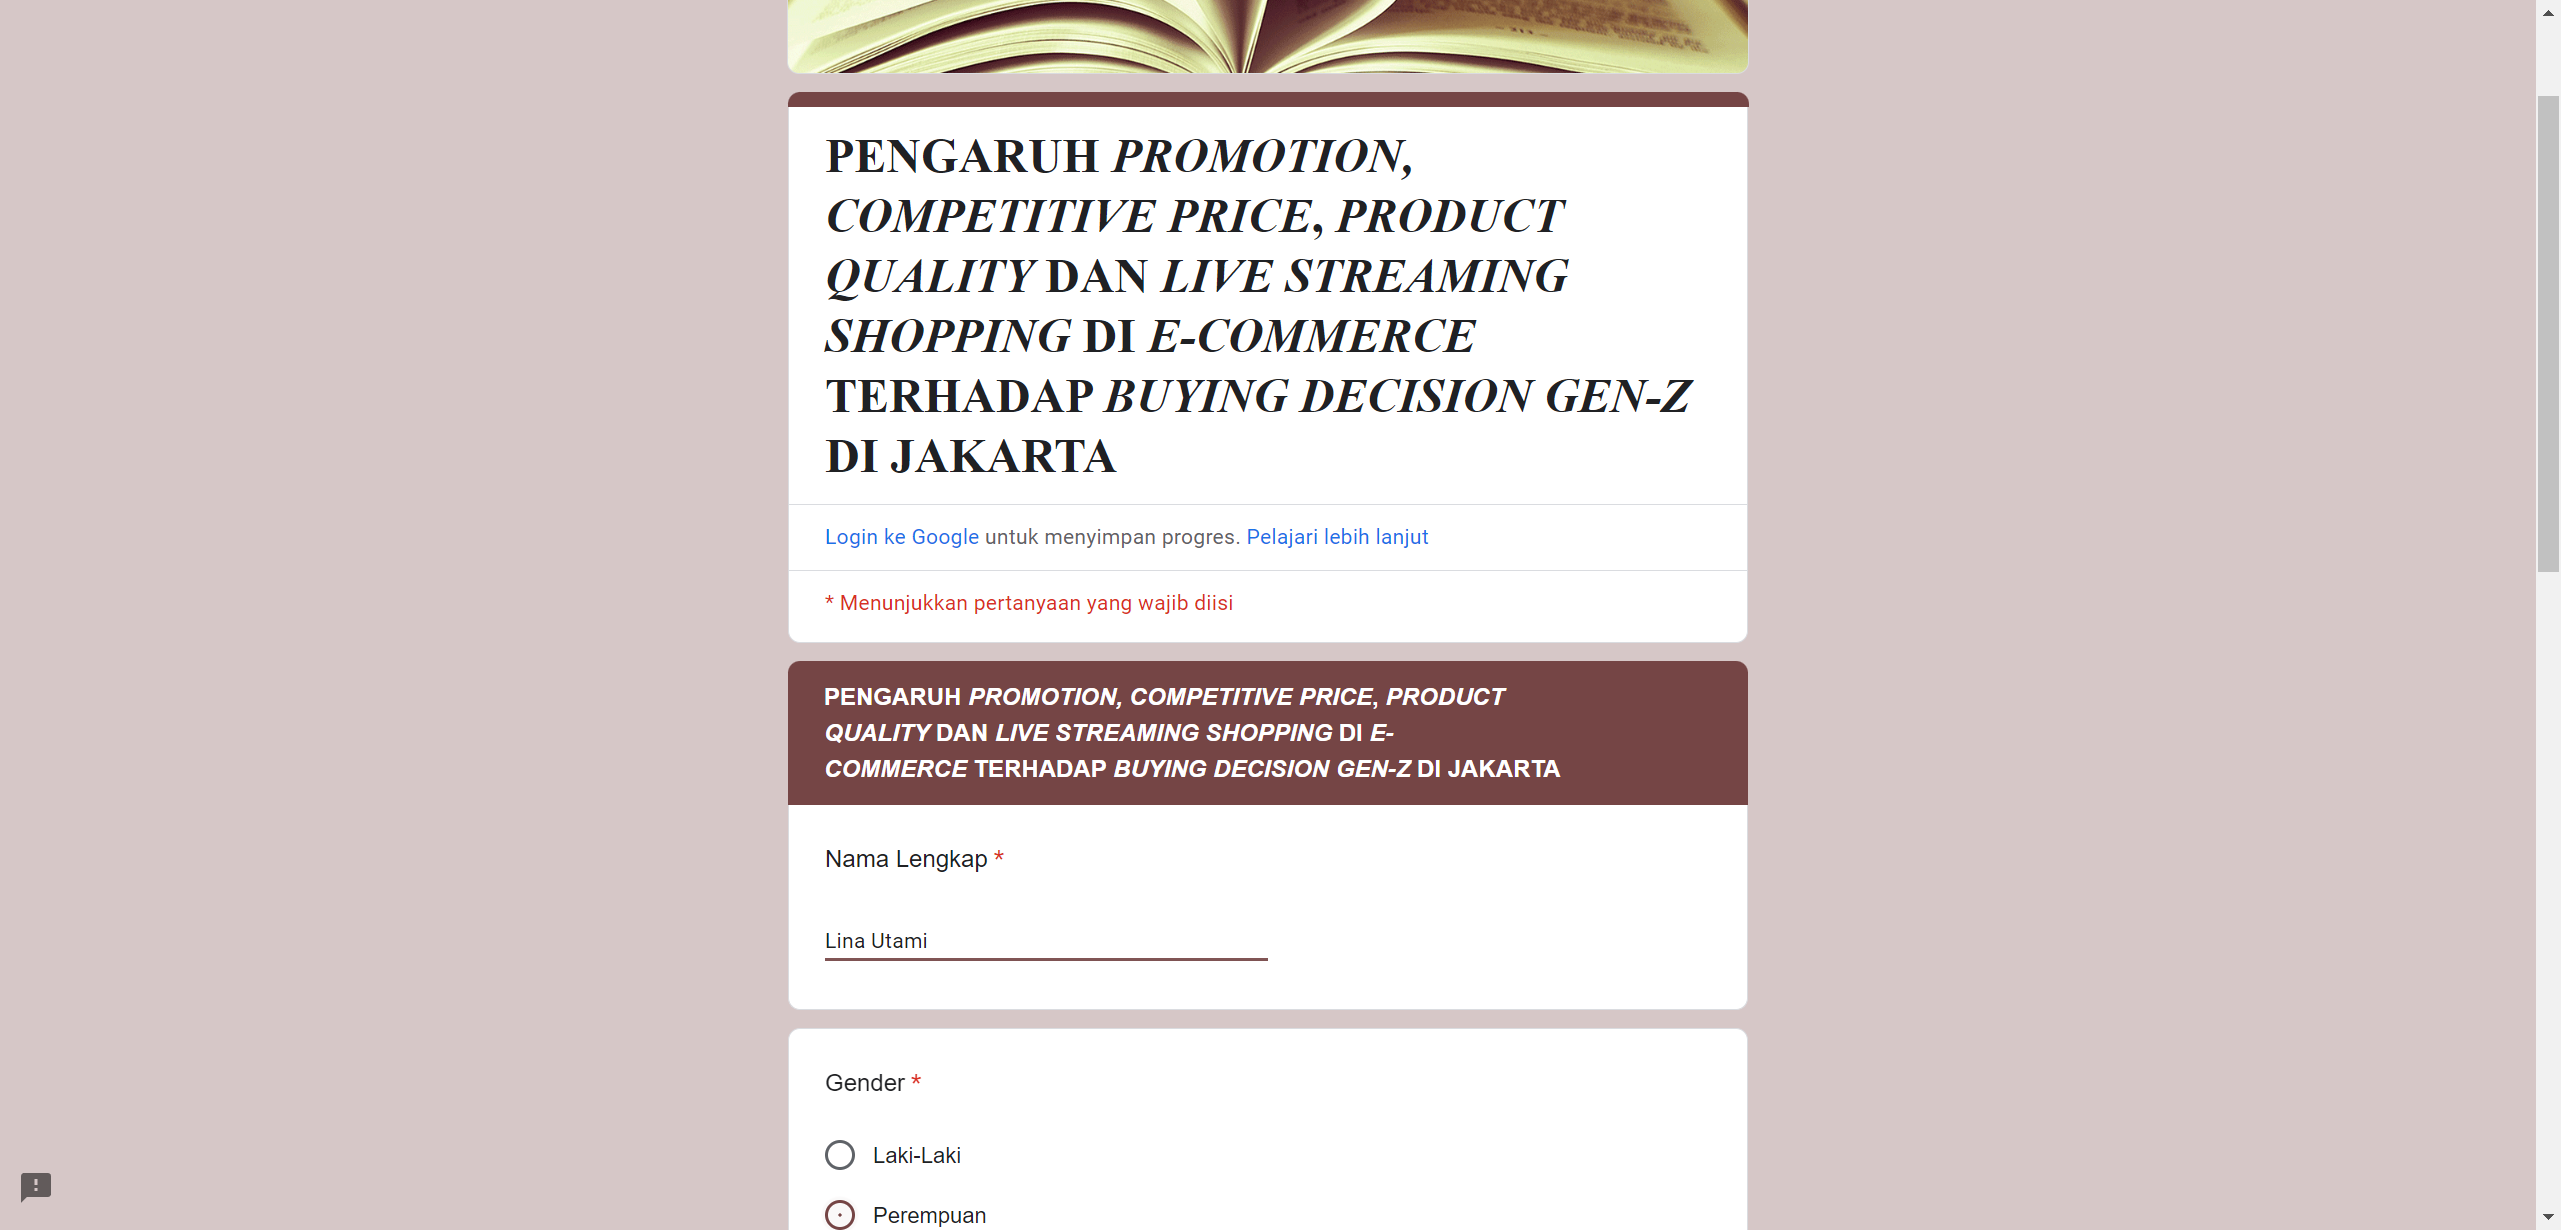 PENGARUH PROMOTION,
COMPETITIVE PRICE, PRODUCT
QUALITY DAN LIVE STREAMING
SHOPPING DI E-COMMERCE
TERHADAP BUYING DECISION GEN-Z
DI JAKARTA
Login ke Google untuk menyimpan progres. Pelajari lebih lanjut
* Menunjukkan pertanyaan yang wajib diisi
PENGARUH PROMOTION, COMPETITIVE PRICE, PRODUCT
QUALITY DAN LIVE STREAMING SHOPPING DI E-
COMMERCE TERHADAP BUYING DECISION GEN-Z DI JAKARTA
Nama Lengkap *
Lina Utami
Gender *
Laki-Laki
Perempuan